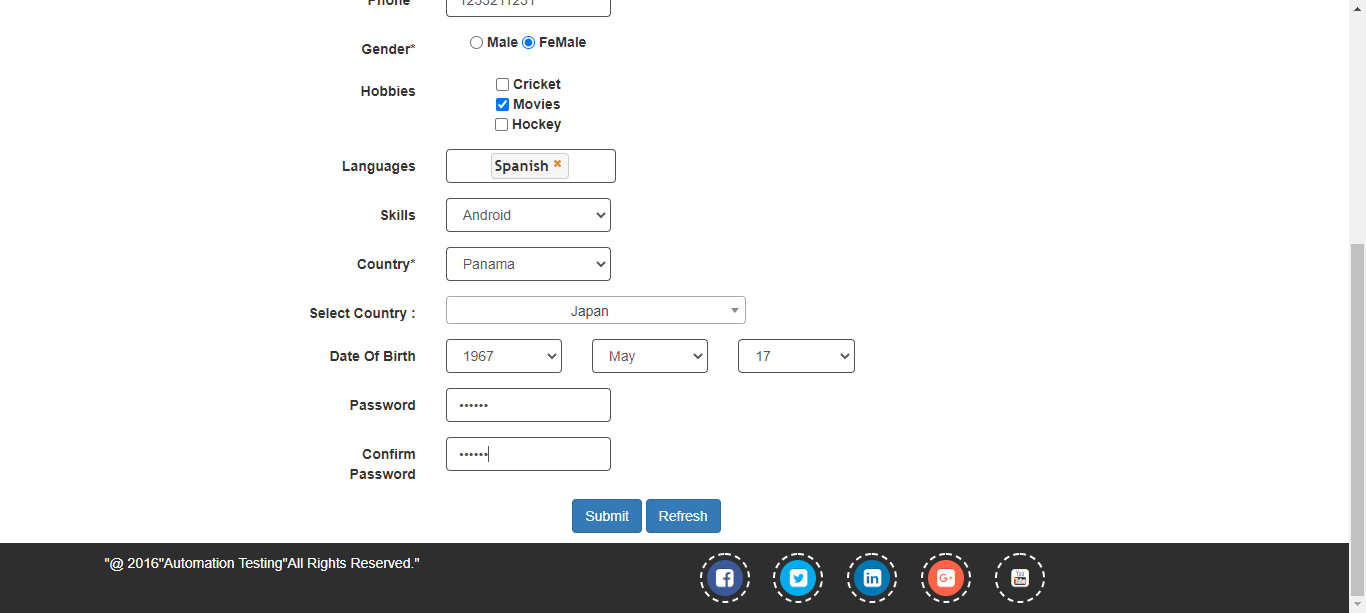 Phone
Gender* Male FeMale
Hobbies Cricket
Movies
Hockey
Languages Spanish ×
Skills Android
Country* Panama
Select Country : Japan
Date Of Birth 1967 May 17
Password ••••••
Confirm ••••••
Password
Submit Refresh
"@ 2016"Automation Testing"All Rights Reserved."
G+
You
Tube